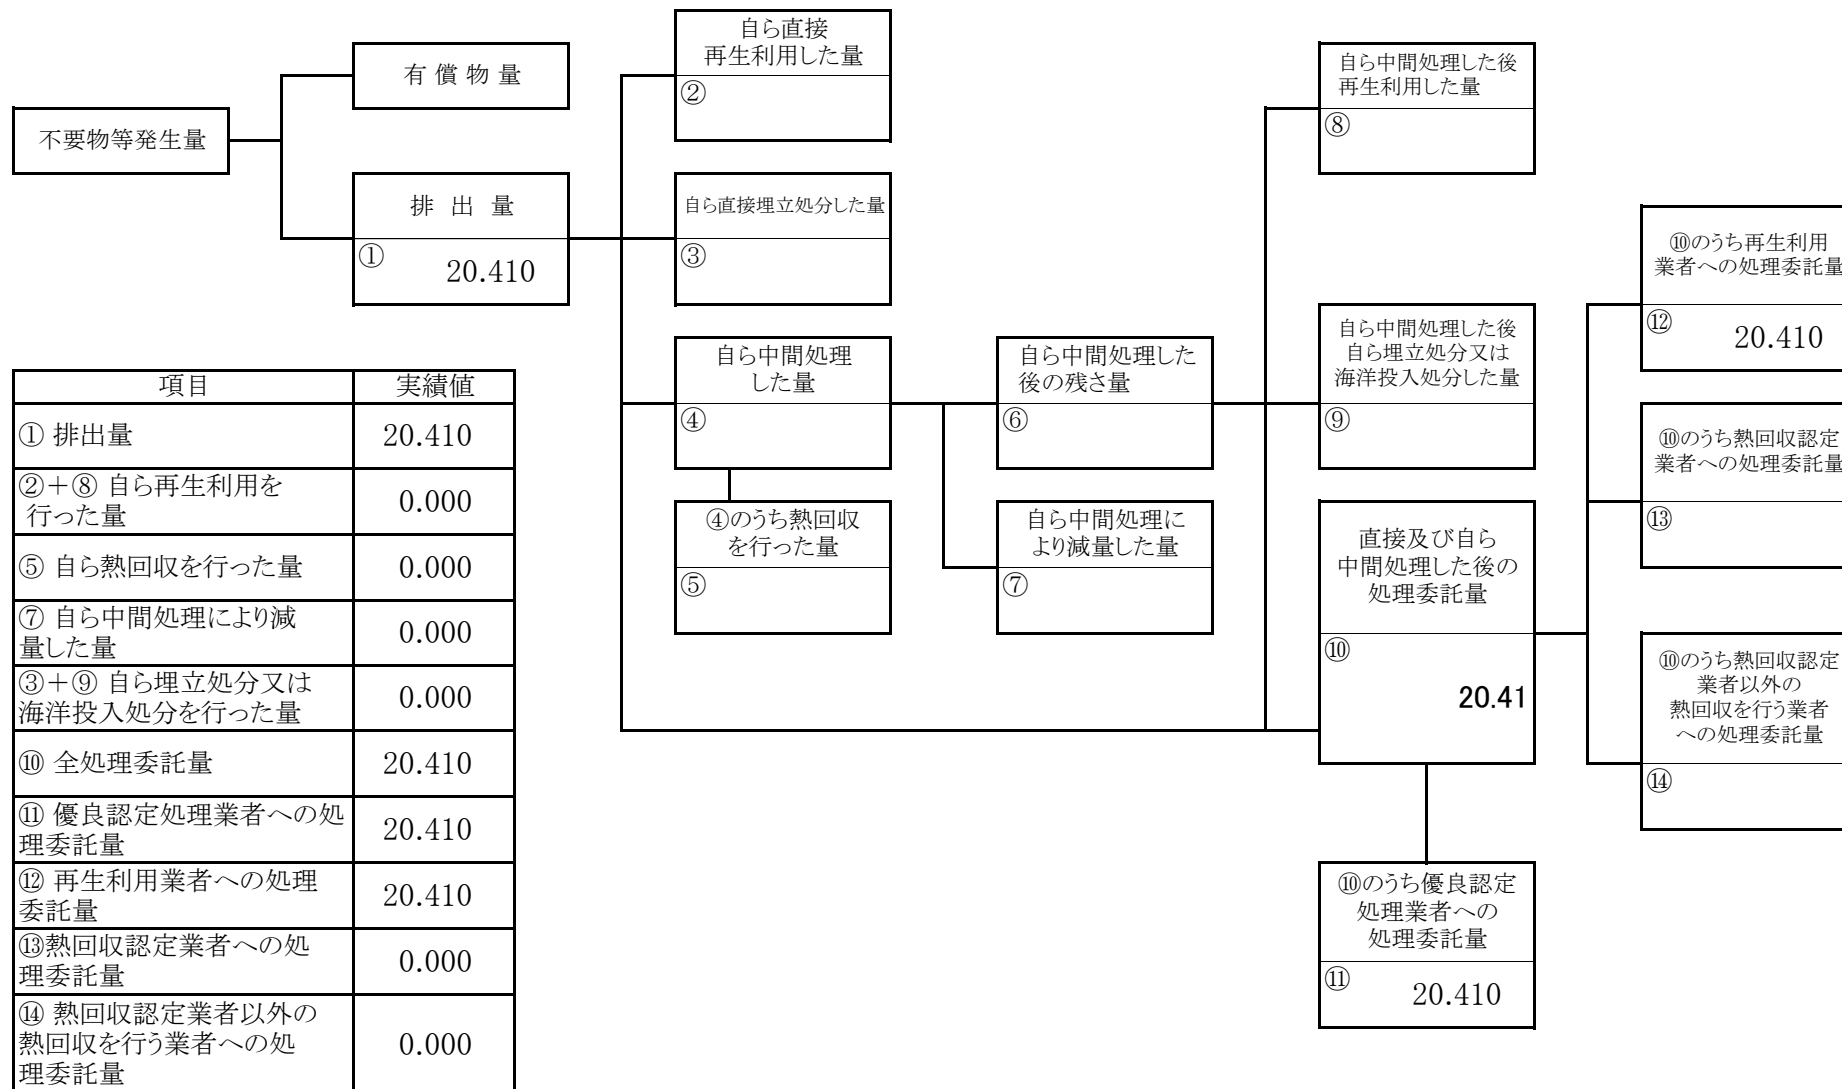 不要物等発生量
有 償 物 量
排 出 量
①
20.410
自ら直接
再生利用した量
②
自ら直接埋立処分した量
③
自ら中間処理
した量
④
④のうち熱回収
を行った量
⑤
自ら中間処理した
後の残さ量
⑥
自ら中間処理に
より減量した量
⑦
自ら中間処理した後
再生利用した量
⑧
自ら中間処理した後
自ら埋立処分又は
海洋投入処分した量
⑨
直接及び自ら
中間処理した後の
処理委託量
⑩
20.41
⑩のうち優良認定
処理業者への
処理委託量
⑪
20.410
⑩のうち再生利用
業者への処理委託量
⑫
20.410
⑩のうち熱回収認定
業者への処理委託量
⑬
⑩のうち熱回収認定
業者以外の
熱回収を行う業者
への処理委託量
⑭
項目 実績値
① 排出量 20.410
②+⑧ 自ら再生利用を
行った量 0.000
⑤ 自ら熱回収を行った量 0.000
⑦ 自ら中間処理により減
量した量 0.000
③+⑨ 自ら埋立処分又は
海洋投入処分を行った量 0.000
⑩ 全処理委託量 20.410
⑪ 優良認定処理業者への処
理委託量 20.410
⑫ 再生利用業者への処理
委託量 20.410
⑬熱回収認定業者への処
理委託量 0.000
⑭ 熱回収認定業者以外の
熱回収を行う業者への処
理委託量 0.000